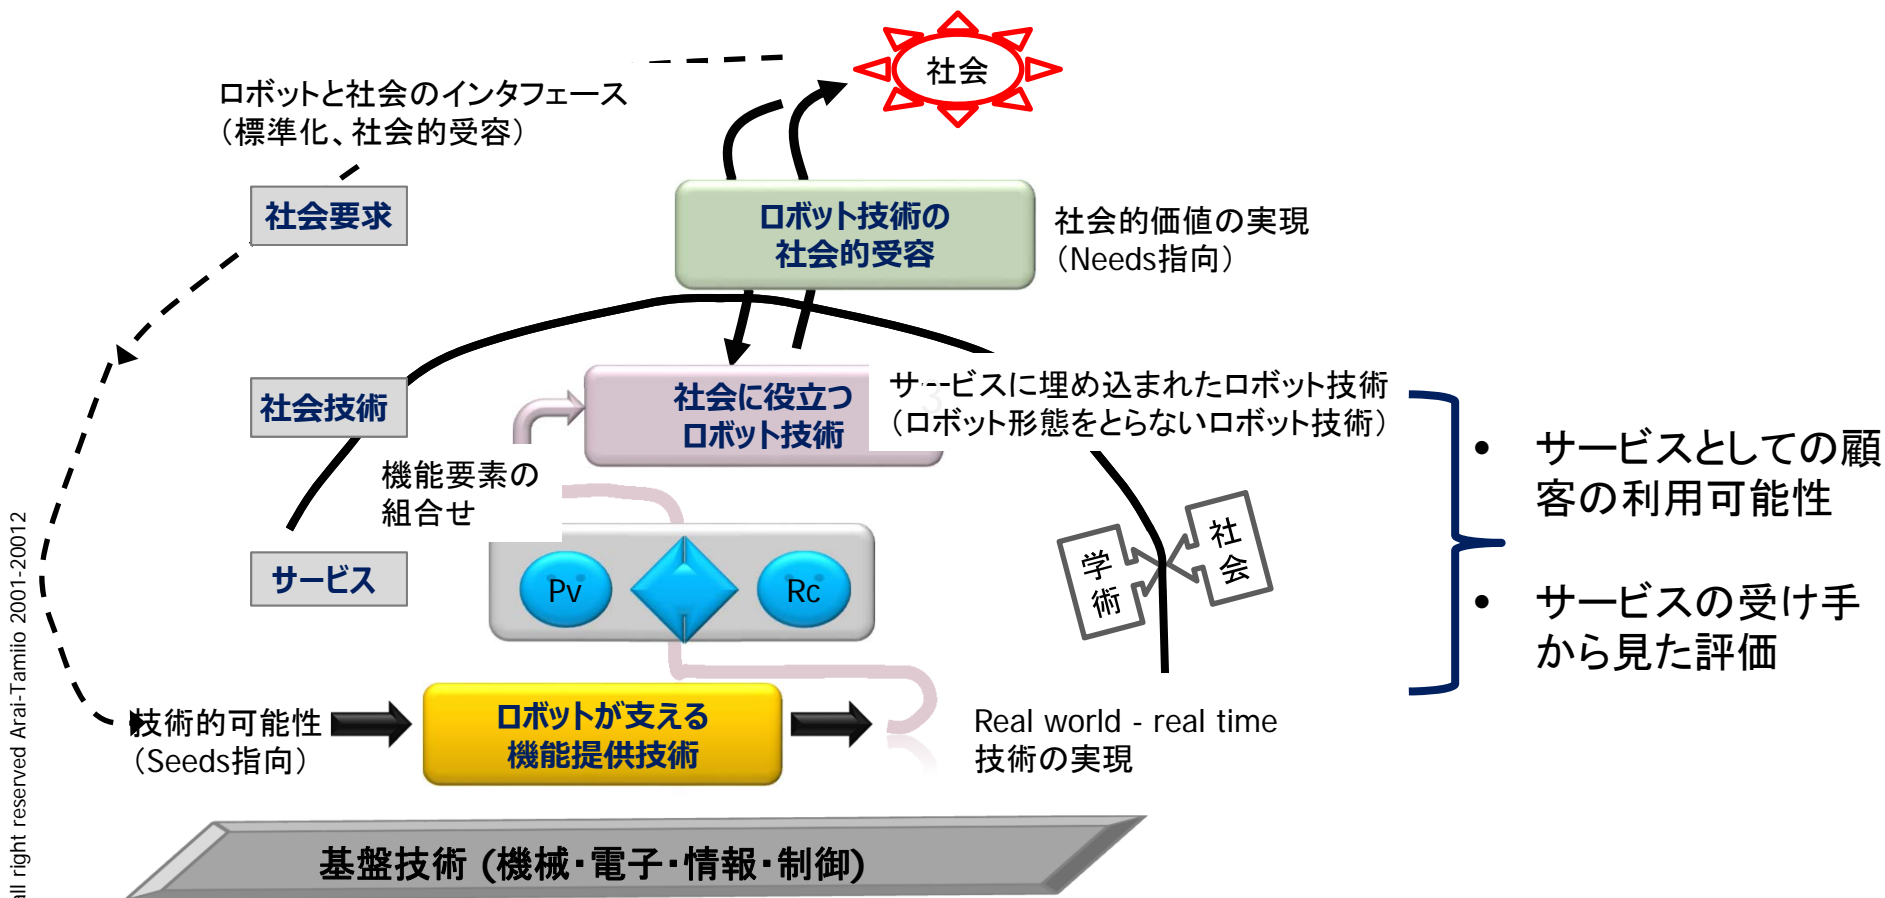 社会
ロボットと社会のインタフェース
（標準化、社会的受容）
社会要求
ロボット技術の
社会的受容
社会的価値の実現
（Needs指向）
社会技術
社会に役立つ
ロボット技術
サービスに埋め込まれたロボット技術
（ロボット形態をとらないロボット技術）
機能要素の
組合せ
• サービスとしての顧
客の利用可能性
サービス
Pv
Rc
学術
社会
• サービスの受け手
から見た評価
技術的可能性
（Seeds指向）
ロボットが支える
機能提供技術
Real world - real time
技術の実現
基盤技術 (機械・電子・情報・制御)
all right reserved Arai-Tamiio 2001-20012